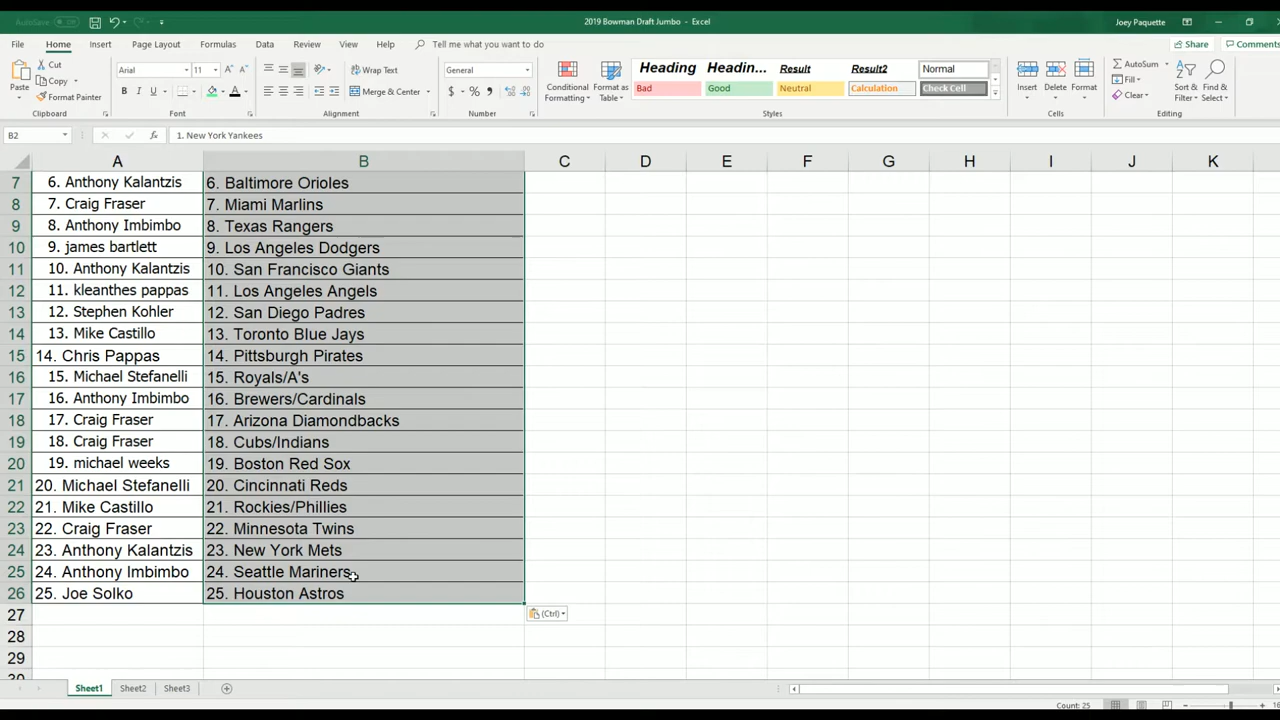 AutoSave Off
2019 Bowman Draft Jumbo - Excel
Joey Paquette
File Home Insert Page Layout Formulas Data Review View Help Tell me what you want to do
Share Comments
Paste
Cut
Copy
Format Painter
Clipboard
Arial 11
B I U
Font
Wrap Text
Merge & Center
Alignment
General
$ % 9
Number
Conditional Formatting
Format as Table
Heading Headin... Result Result2 Normal
Bad Good Neutral Calculation Check Cell
Styles
Insert Delete Format
Cells
AutoSum
Fill
Clear
Sort & Filter
Find & Select
Editing
B2 fx 1. New York Yankees
A B C D E F G H I J K
7 6. Anthony Kalantzis 6. Baltimore Orioles
8 7. Craig Fraser 7. Miami Marlins
9 8. Anthony Imbimbo 8. Texas Rangers
10 9. james bartlett 9. Los Angeles Dodgers
11 10. Anthony Kalantzis 10. San Francisco Giants
12 11. kleanthes pappas 11. Los Angeles Angels
13 12. Stephen Kohler 12. San Diego Padres
14 13. Mike Castillo 13. Toronto Blue Jays
15 14. Chris Pappas 14. Pittsburgh Pirates
16 15. Michael Stefanelli 15. Royals/A's
17 16. Anthony Imbimbo 16. Brewers/Cardinals
18 17. Craig Fraser 17. Arizona Diamondbacks
19 18. Craig Fraser 18. Cubs/Indians
20 19. michael weeks 19. Boston Red Sox
21 20. Michael Stefanelli 20. Cincinnati Reds
22 21. Mike Castillo 21. Rockies/Phillies
23 22. Craig Fraser 22. Minnesota Twins
24 23. Anthony Kalantzis 23. New York Mets
25 24. Anthony Imbimbo 24. Seattle Mariners
26 25. Joe Solko 25. Houston Astros
27 (Ctrl)
28
29
30
Sheet1 Sheet2 Sheet3
Count: 25